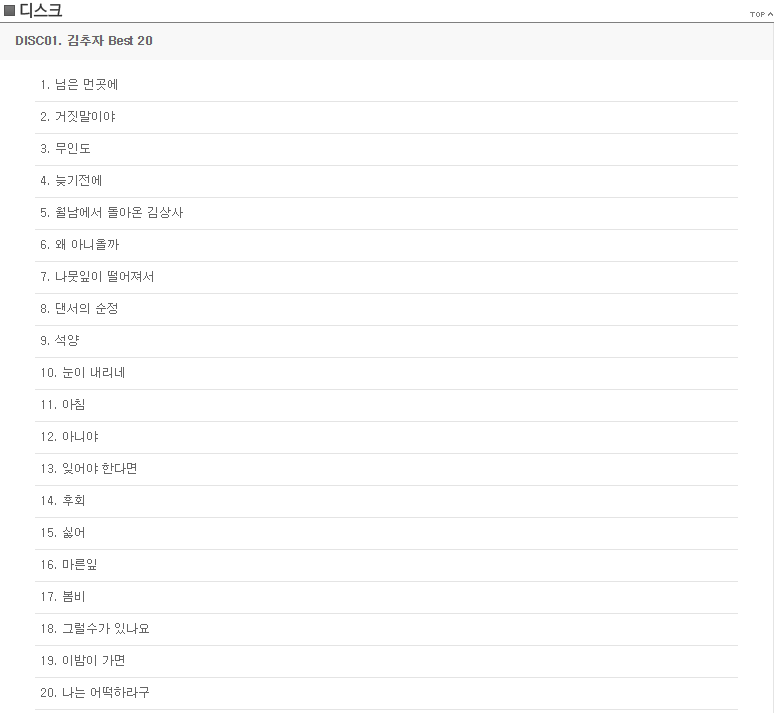 디스크
TOP
DISC01. 김추자 Best 20
1. 님은 먼곳에
2. 거짓말이야
3. 무인도
4. 늦기전에
5. 월남에서 돌아온 김상사
6. 왜 아니올까
7. 나뭇잎이 떨어져서
8. 댄서의 순정
9. 석양
10. 눈이 내리네
11. 아침
12. 아니야
13. 잊어야 한다면
14. 후회
15. 싫어
16. 마른잎
17. 봄비
18. 그럴수가 있나요
19. 이밤이 가면
20. 나는 어떡하라구